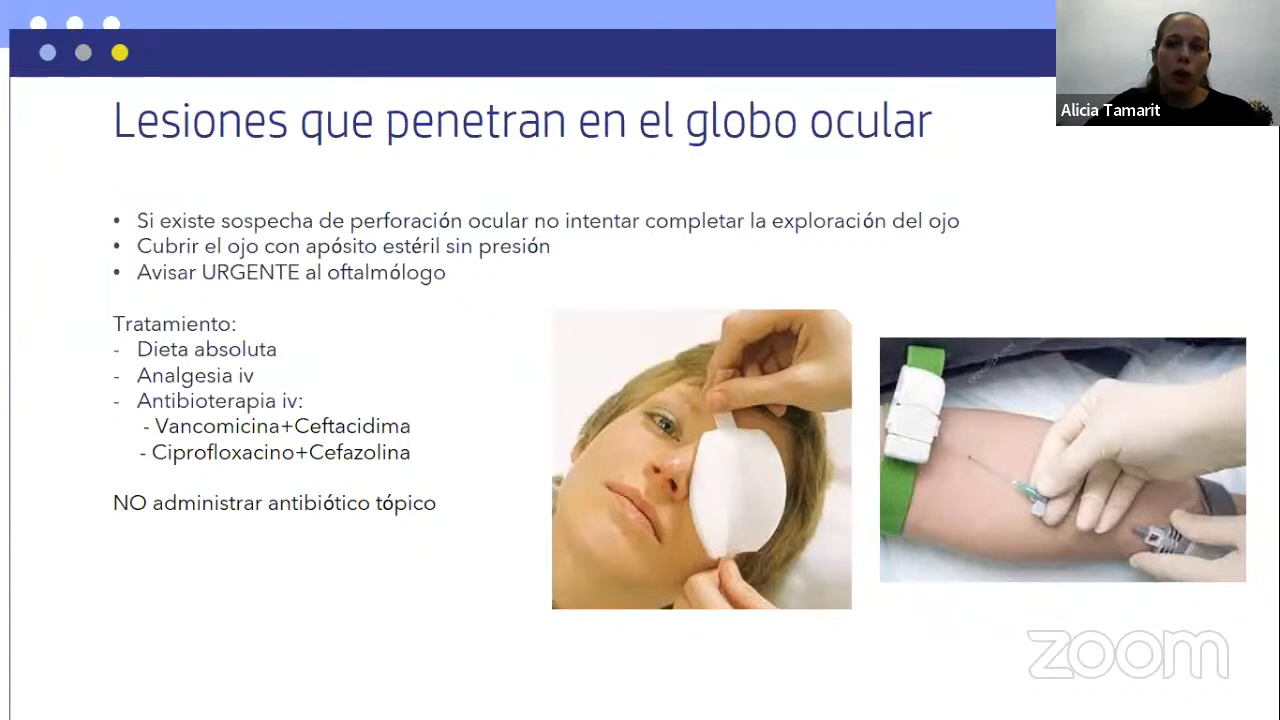 Alicia Tamarit
Lesiones que penetran en el globo ocular
• Si existe sospecha de perforación ocular no intentar completar la exploración del ojo
• Cubrir el ojo con apósito estéril sin presión
• Avisar URGENTE al oftalmólogo
Tratamiento:
- Dieta absoluta
- Analgesia iv
- Antibioterapia iv:
- Vancomicina+Ceftacidima
- Ciprofloxacino+Cefazolina
NO administrar antibiótico tópico
zoom